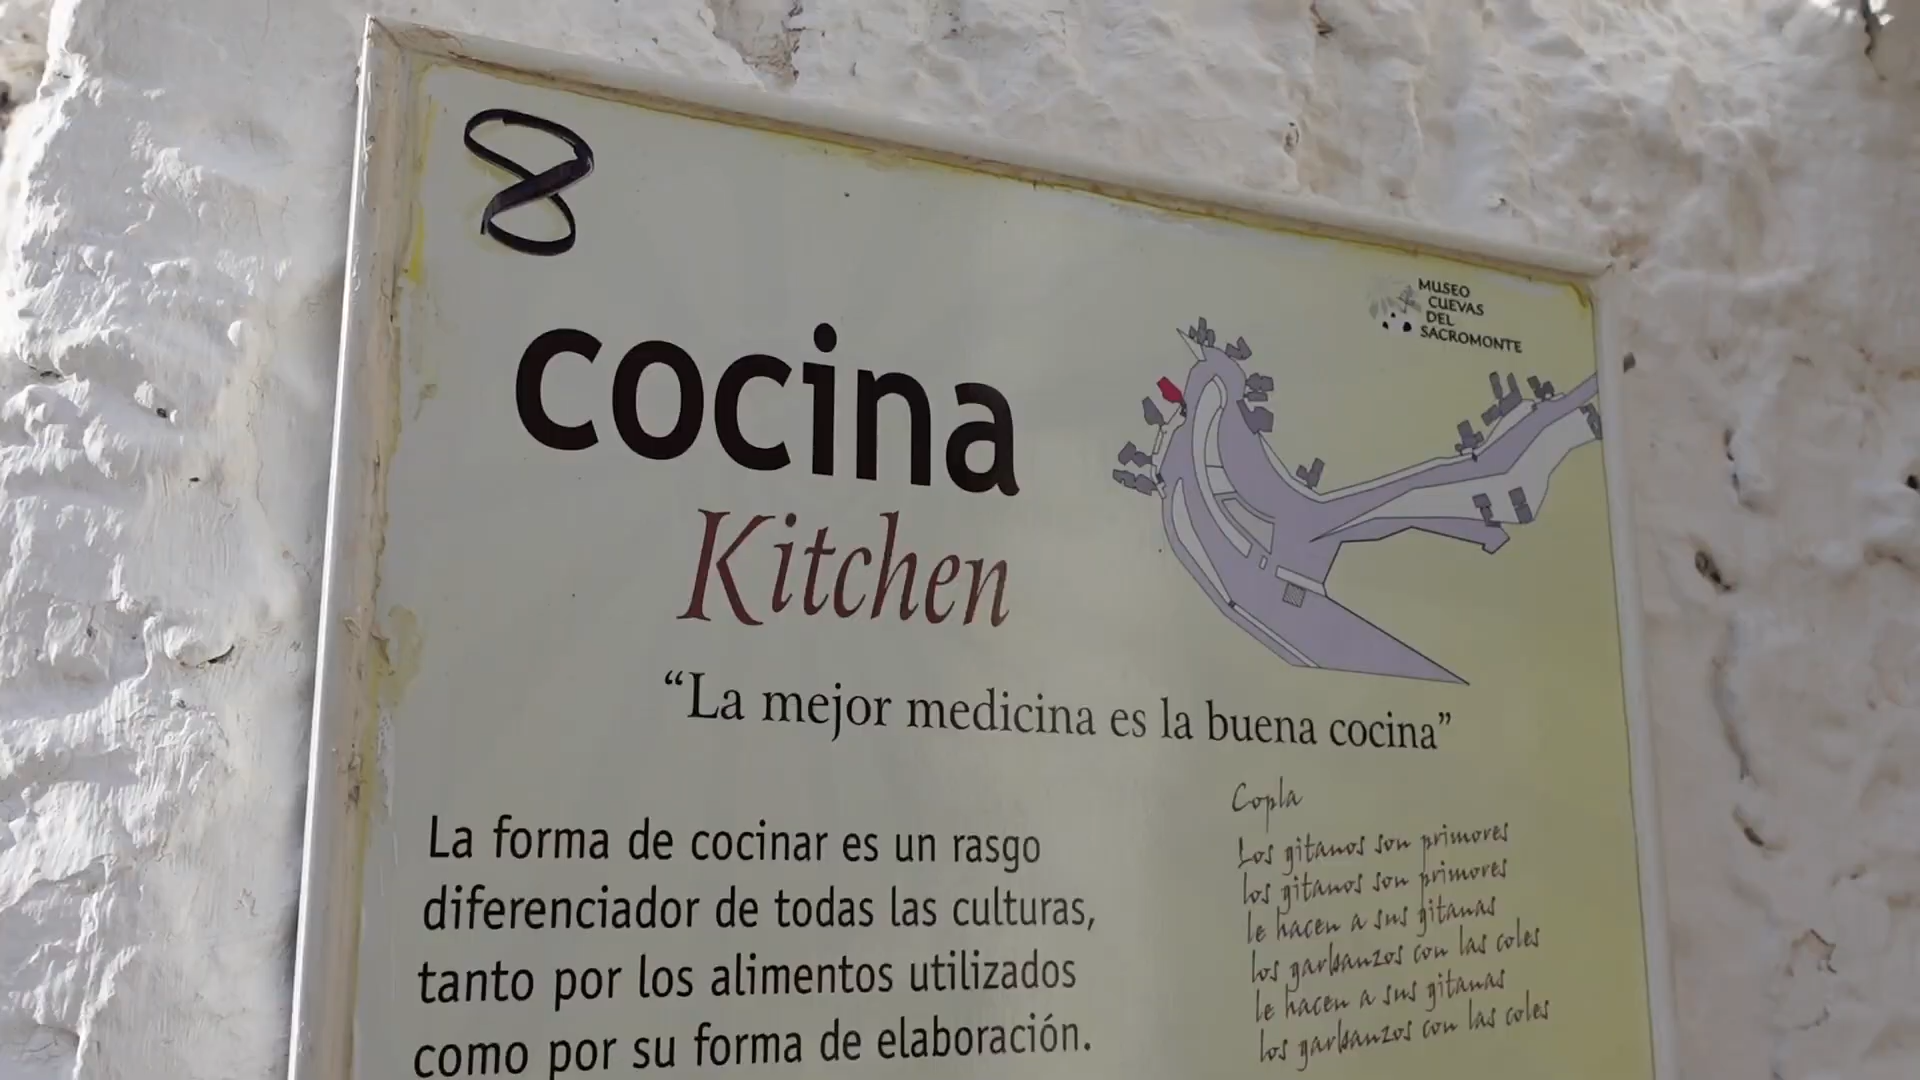 8
MUSEO
CUEVAS
DEL
SACROMONTE
cocina
Kitchen
“La mejor medicina es la buena cocina”
La forma de cocinar es un rasgo
diferenciador de todas las culturas,
tanto por los alimentos utilizados
como por su forma de elaboración.
Copla
Los gitanos son primores
los gitanos son primores
le hacen a sus gitanas
los garbanzos con las coles
le hacen a sus gitanas
los garbanzos con las coles